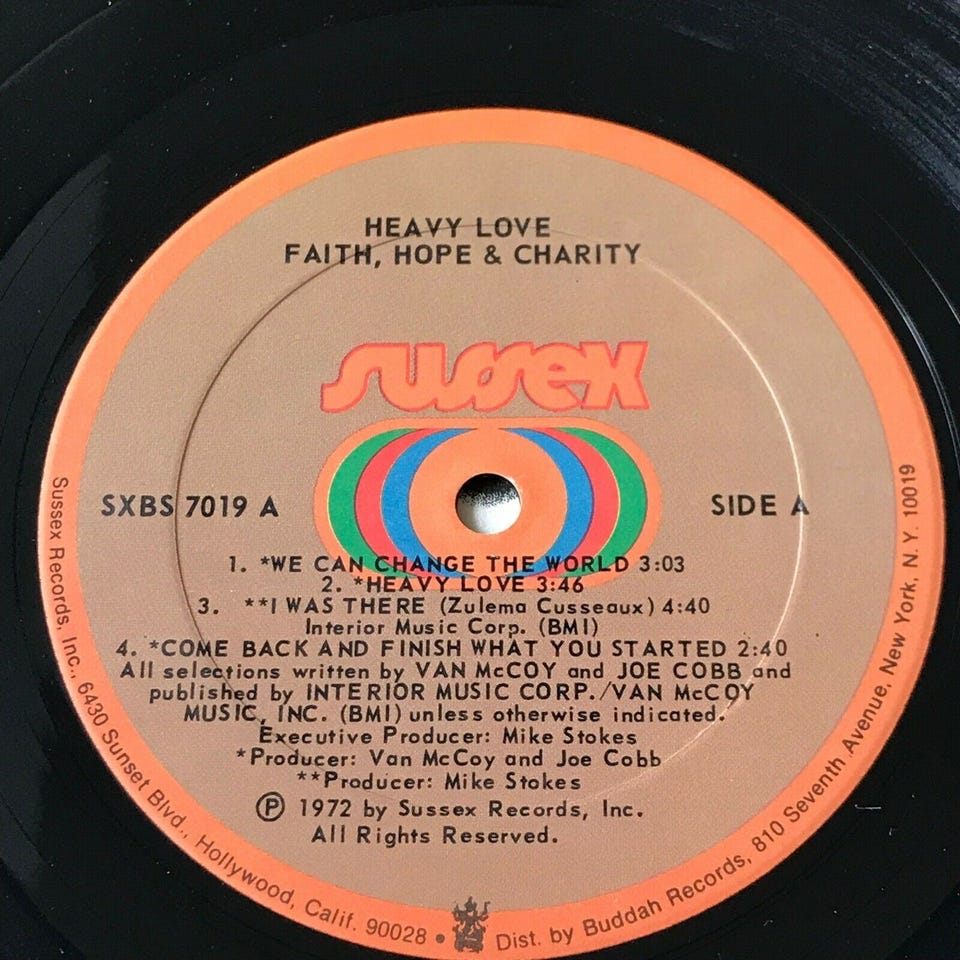 HEAVY LOVE
FAITH, HOPE & CHARITY
sussex
SXBS 7019 A
SIDE A
1. *WE CAN CHANGE THE WORLD 3:03
2. *HEAVY LOVE 3:46
3. **I WAS THERE (Zulema Cusseaux) 4:40
Interior Music Corp. (BMI)
4. *COME BACK AND FINISH WHAT YOU STARTED 2:40
All selections written by VAN McCOY and JOE COBB and
published by INTERIOR MUSIC CORP./VAN McCOY
MUSIC, INC. (BMI) unless otherwise indicated.
Executive Producer: Mike Stokes
*Producer: Van McCoy and Joe Cobb
**Producer: Mike Stokes
Ⓟ 1972 by Sussex Records, Inc.
All Rights Reserved.
Sussex Records, Inc., 6430 Sunset Blvd., Hollywood, Calif. 90028 • Dist. by Buddah Records, 810 Seventh Avenue, New York, N. Y. 10019